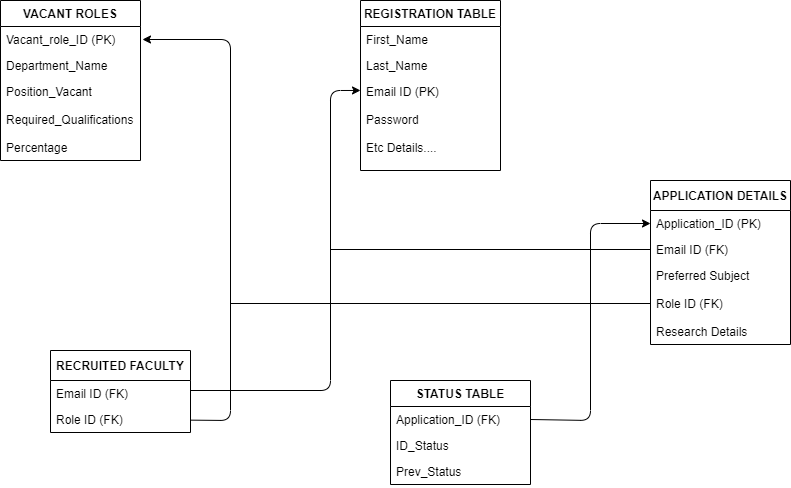 VACANT ROLES
Vacant_role_ID (PK)
Department_Name
Position_Vacant
Required_Qualifications
Percentage
REGISTRATION TABLE
First_Name
Last_Name
Email ID (PK)
Password
Etc Details....
APPLICATION DETAILS
Application_ID (PK)
Email ID (FK)
Preferred Subject
Role ID (FK)
Research Details
RECRUITED FACULTY
Email ID (FK)
Role ID (FK)
STATUS TABLE
Application_ID (FK)
ID_Status
Prev_Status